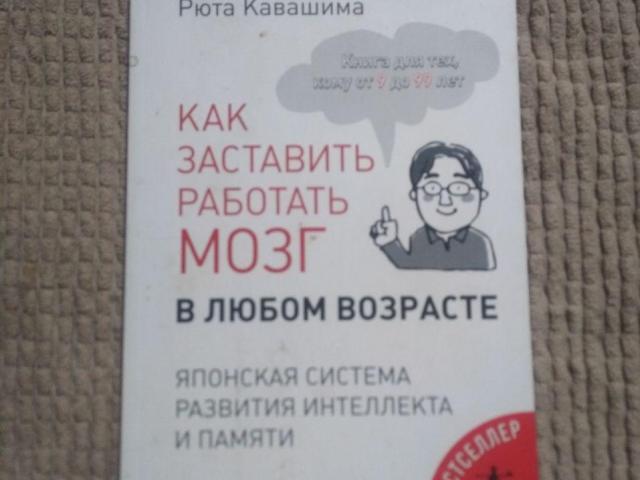 Рюта Кавашима
Книга для тех,
кому от 9 до 99 лет
КАК
ЗАСТАВИТЬ
РАБОТАТЬ
МОЗГ
В ЛЮБОМ ВОЗРАСТЕ
ЯПОНСКАЯ СИСТЕМА
РАЗВИТИЯ ИНТЕЛЛЕКТА
И ПАМЯТИ
СТСЕЛЛЕР